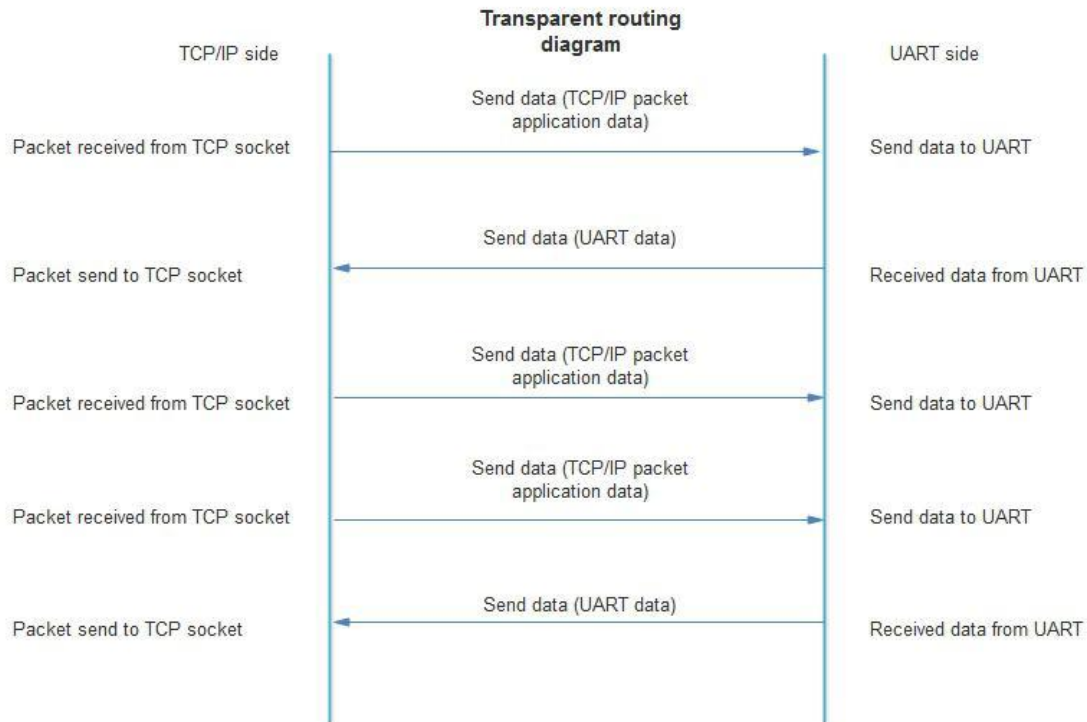 Transparent routing
diagram
TCP/IP side
UART side
Send data (TCP/IP packet
application data)
Packet received from TCP socket
Send data to UART
Send data (UART data)
Packet send to TCP socket
Received data from UART
Send data (TCP/IP packet
application data)
Packet received from TCP socket
Send data to UART
Send data (TCP/IP packet
application data)
Packet received from TCP socket
Send data to UART
Send data (UART data)
Packet send to TCP socket
Received data from UART